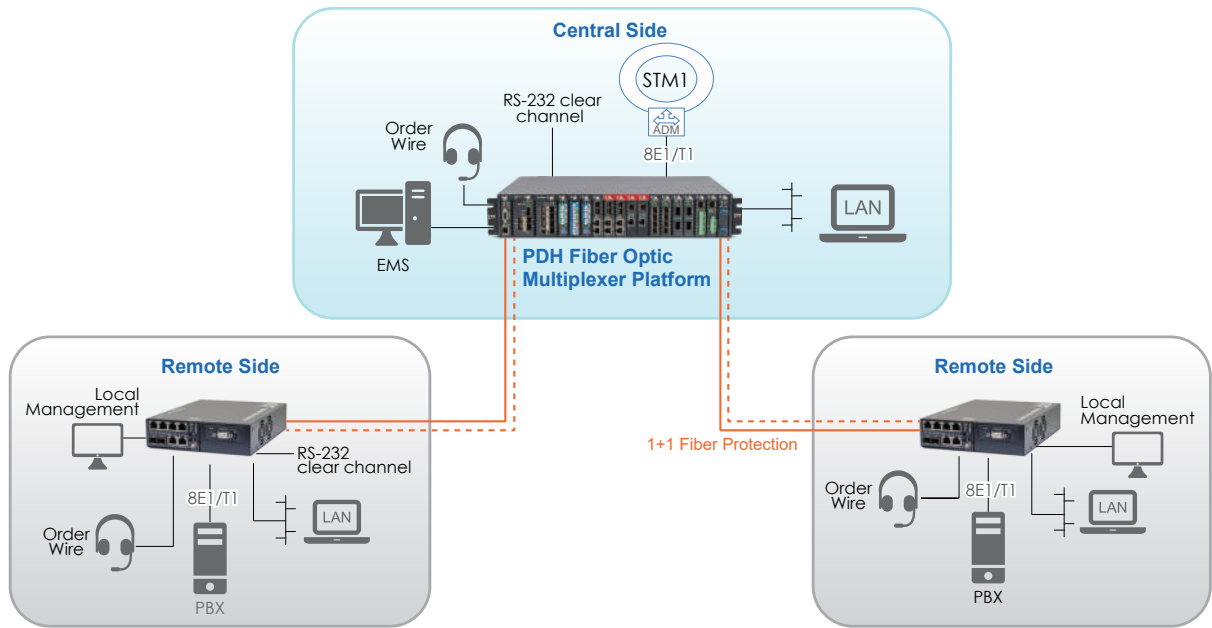 Central Side
STM1
ADM
8E1/T1
RS-232 clear
channel
Order
Wire
EMS
LAN
PDH Fiber Optic
Multiplexer Platform
Remote Side
Local
Management
RS-232
clear channel
8E1/T1
Order
Wire
LAN
PBX
1+1 Fiber Protection
Remote Side
Local
Management
Order
Wire
8E1/T1
LAN
PBX